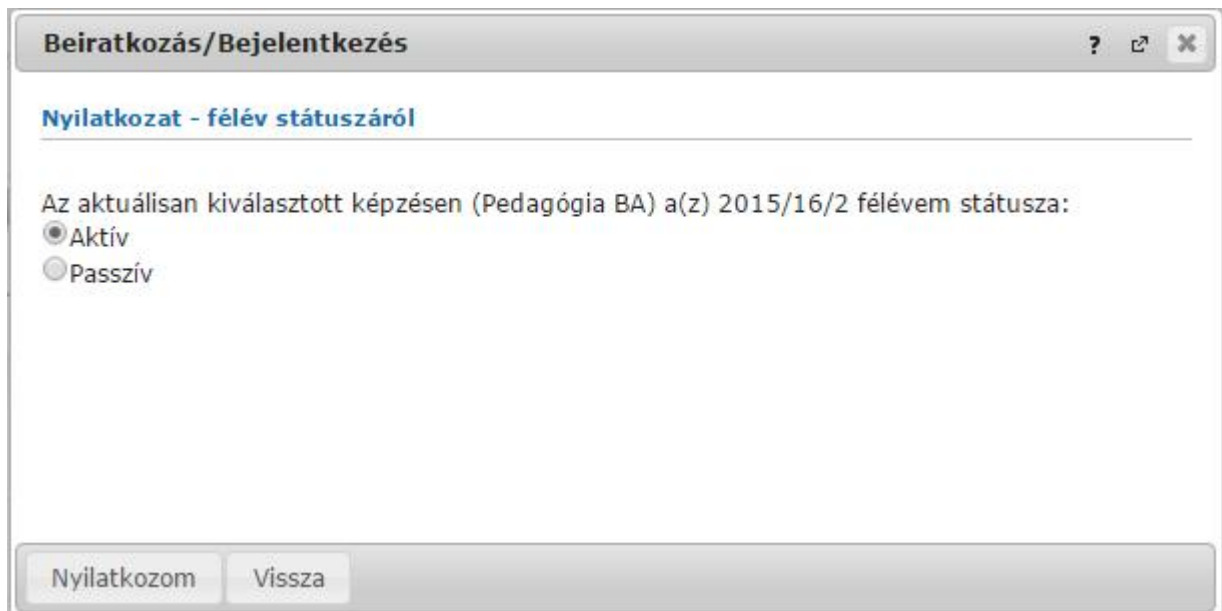 Beiratkozás/Bejelentkezés ?
Nyilatkozat - félév státuszáról
Az aktuálisan kiválasztott képzésen (Pedagógia BA) a(z) 2015/16/2 félévem státusza:
Aktív
Passzív
Nyilatkozom Vissza